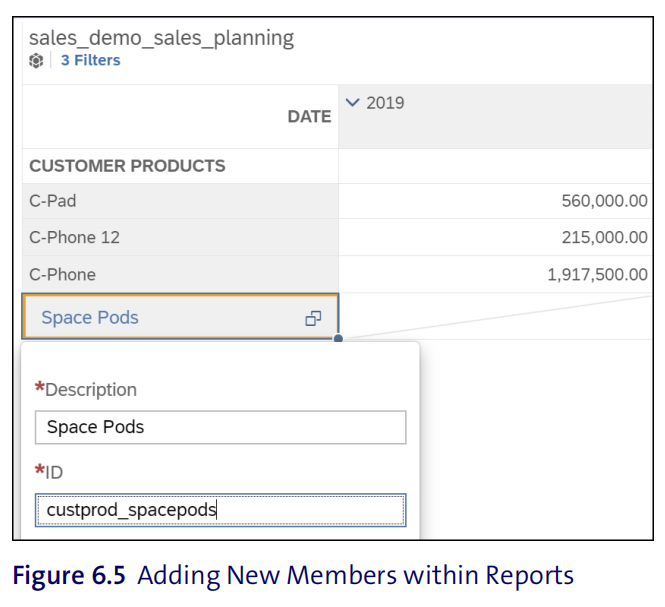 sales_demo_sales_planning
3 Filters
DATE
2019
CUSTOMER PRODUCTS
C-Pad 560,000.00
C-Phone 12 215,000.00
C-Phone 1,917,500.00
Space Pods
*Description
Space Pods
*ID
custprod_spacepods
Figure 6.5 Adding New Members within Reports